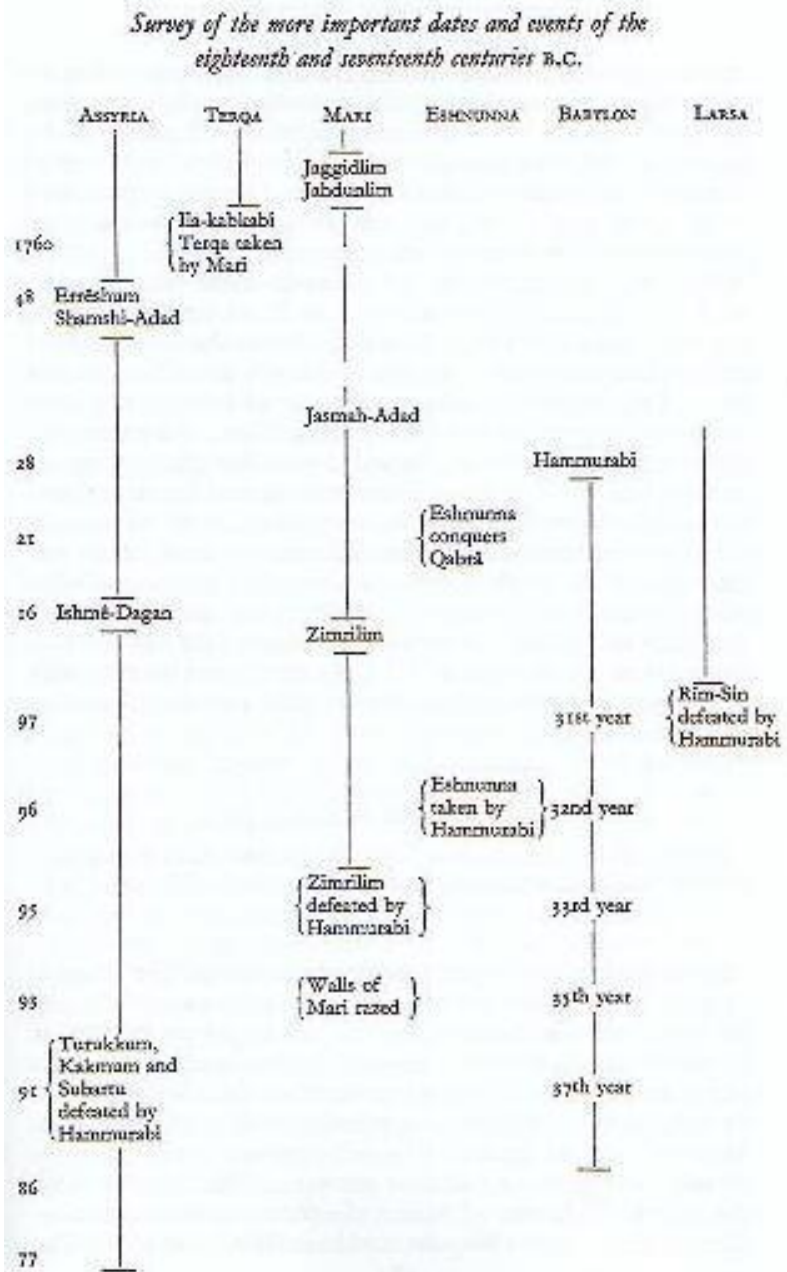 Survey of the more important dates and events of the
eighteenth and seventeenth centuries B.C.
ASSYRIA TERQA MARI ESHNUNNA BABYLON LARSA
Jaggidlim
Jahdunlim
Ila-kabkabi
1760 Terqa taken
by Mari
48 Errêshum
Shamshi-Adad
Jasmah-Adad
28 Hammurabi
Eshnunna
21 conquers
Qabrâ
16 Ishmê-Dagan
Zimrilim
Rîm-Sin
97 31st year defeated by
Hammurabi
Eshnunna
96 taken by 32nd year
Hammurabi
Zimrilim
95 defeated by 33rd year
Hammurabi
Walls of
93 Mari razed 35th year
Turukkum,
Kakmum and
91 Subartu 37th year
defeated by
Hammurabi
86
77